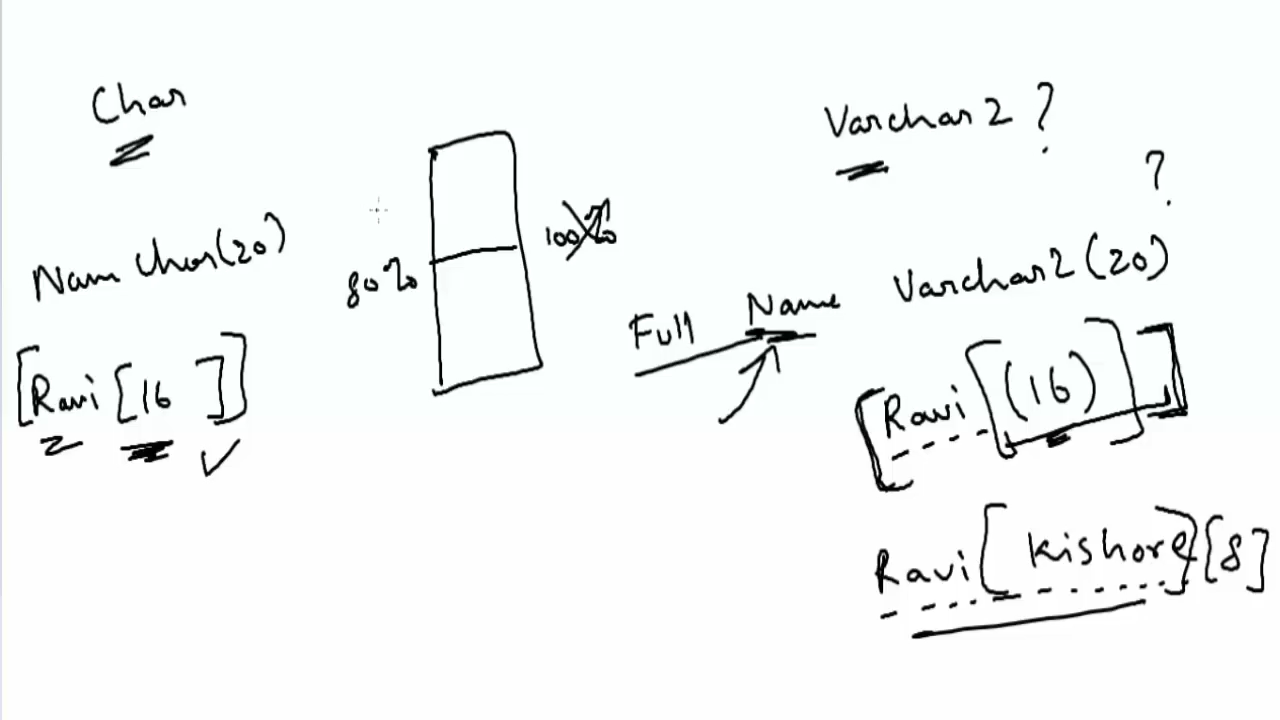 Char
Nam Char(20)
[Ravi [16 ]]
80%
100%
Full Name
Varchar2 ?
?
Varchar2 (20)
[Ravi [(16)]]
Ravi [Kishore] [8]